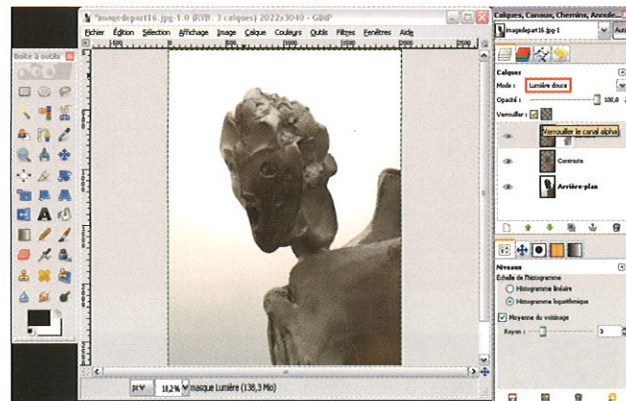 *imagedepart16.jpg-1.0 (RVB, 3 calques) 2022x3040 – GIMP
Fichier Édition Sélection Affichage Image Calque Couleurs Outils Filtres Fenêtres Aide
Boîte à outils
Calques, Canaux, Chemins, Annule...
imagedepart16.jpg-1
Auto
Calques
Mode : Lumière douce
Opacité : 100,0
Verrouiller :
Verrouiller le canal alpha
Contraste
Arrière-plan
Niveaux
Échelle de l'histogramme
Histogramme linéaire
Histogramme logarithmique
Moyenne du voisinage
Rayon : 3
px 18,2% masque Lumière (138,3 Mio)